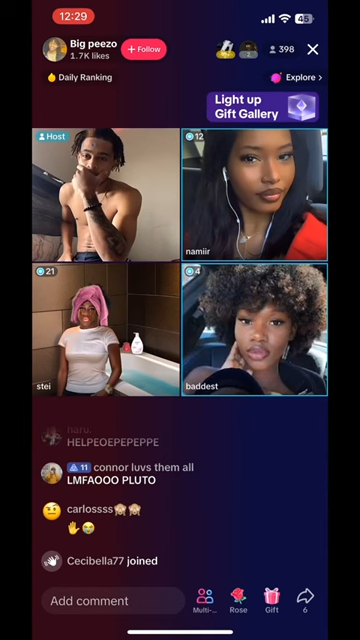 12:29
45
Big peezo
1.7K likes
+ Follow
398
Daily Ranking
Explore >
Light up
Gift Gallery
Host
12
namiir
21
stei
4
baddest
haru.
HELPEOEPEPEPPE
11 connor luvs them all
LMFAOOO PLUTO
carlossss🙈🙈
🖐😭
Cecibella77 joined
Add comment
Multi-...
Rose
Gift
6